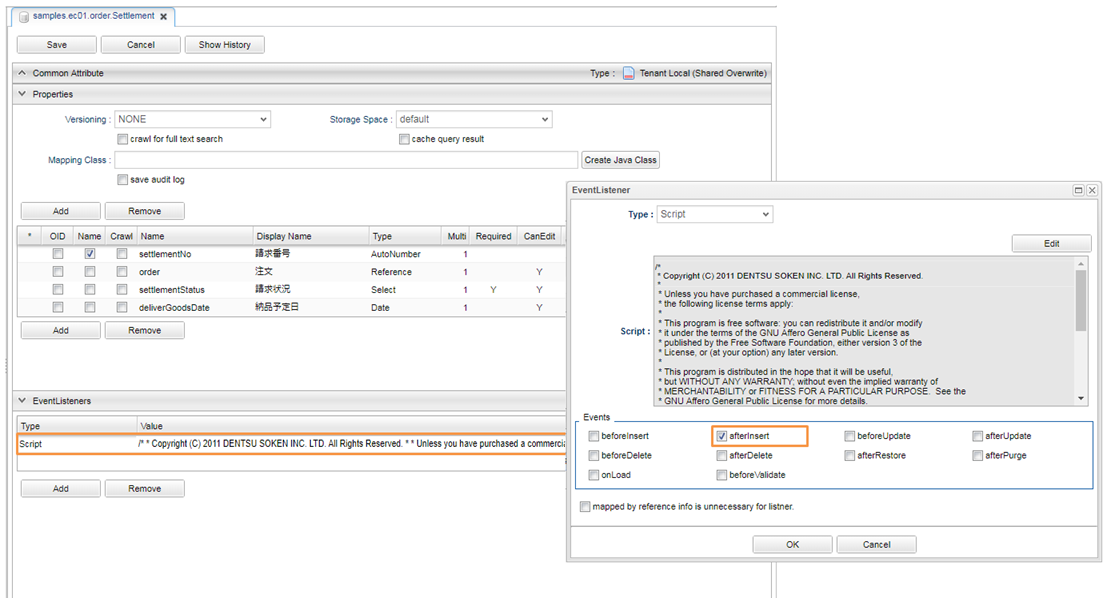 samples.ec01.order.Settlement
Save Cancel Show History
Common Attribute Type : Tenant Local (Shared Overwrite)
Properties
Versioning : NONE Storage Space : default
crawl for full text search cache query result
Mapping Class : Create Java Class
save audit log
Add Remove
* OID Name Crawl Name Display Name Type Multi Required CanEdit
settlementNo 請求番号 AutoNumber 1
order 注文 Reference 1 Y
settlementStatus 請求状況 Select 1 Y Y
deliverGoodsDate 納品予定日 Date 1 Y
Add Remove
EventListeners
Type Value
Script /* * Copyright (C) 2011 DENTSU SOKEN INC. LTD. All Rights Reserved. * * Unless you have purchased a commercia
Add Remove
EventListener
Type : Script
Edit
Script :
/*
* Copyright (C) 2011 DENTSU SOKEN INC. LTD. All Rights Reserved.
*
* Unless you have purchased a commercial license,
* the following license terms apply:
*
* This program is free software: you can redistribute it and/or modify
* it under the terms of the GNU Affero General Public License as
* published by the Free Software Foundation, either version 3 of the
* License, or (at your option) any later version.
*
* This program is distributed in the hope that it will be useful,
* but WITHOUT ANY WARRANTY; without even the implied warranty of
* MERCHANTABILITY or FITNESS FOR A PARTICULAR PURPOSE. See the
* GNU Affero General Public License for more details.
Events
beforeInsert afterInsert beforeUpdate afterUpdate
beforeDelete afterDelete afterRestore afterPurge
onLoad beforeValidate
mapped by reference info is unnecessary for listner.
OK Cancel